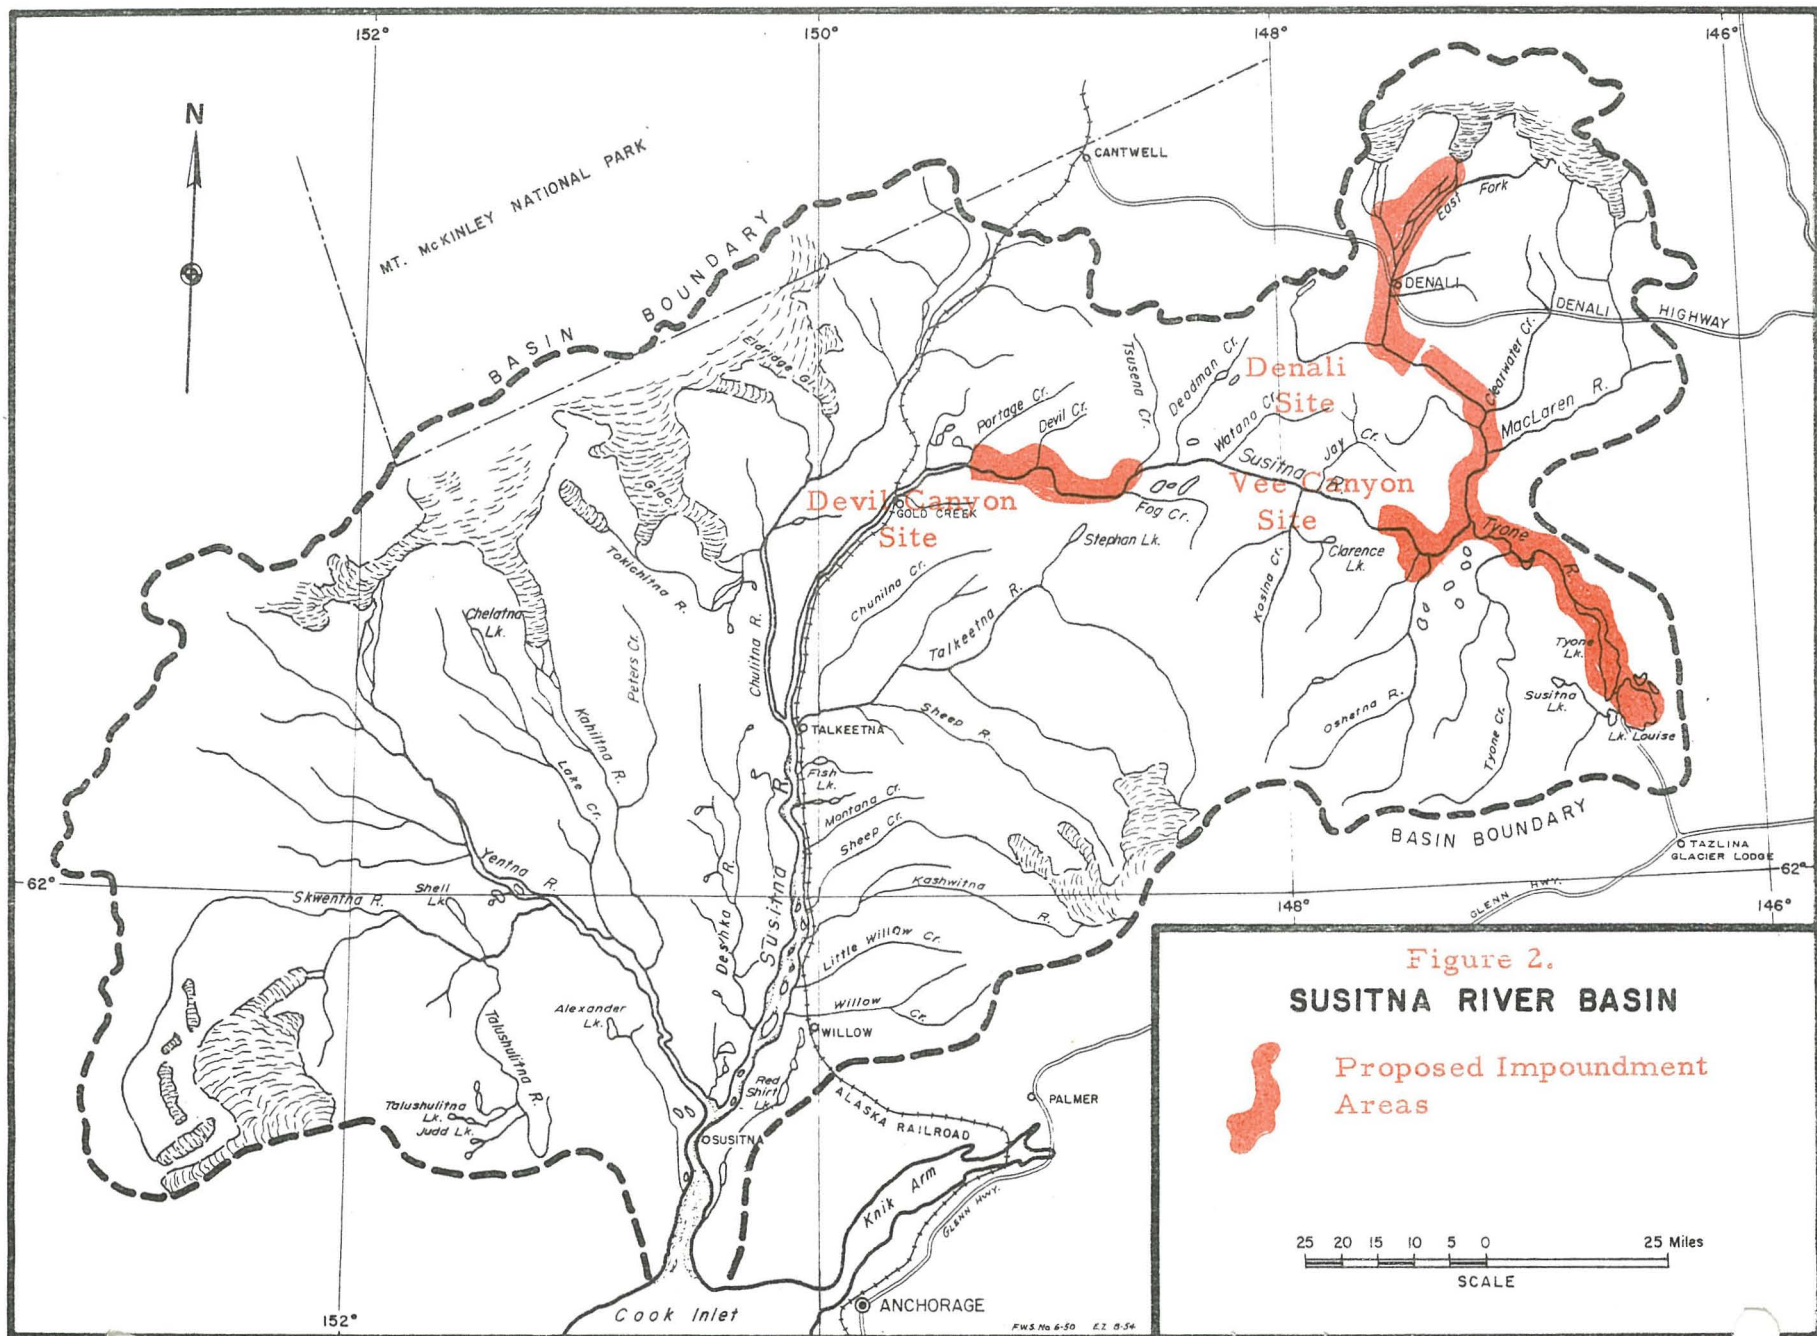 152°
150°
148°
146°
N
CANTWELL
MT. McKINLEY NATIONAL PARK
BASIN BOUNDARY
East Fork
DENALI
DENALI HIGHWAY
Eldridge Gl.
Tsusena Cr.
Deadman Cr.
Denali
Site
Clearwater Cr.
MacLaren R.
Portage Cr.
Devil Cr.
Watana Cr.
Jay Cr.
Susitna R.
Vee Canyon
Site
Devil Canyon
Site
GOLD CREEK
Fog Cr.
Stephan Lk.
Clarence
Lk.
Tyone R.
Tokichitna R.
Chunilna Cr.
Kosina Cr.
Chelatna
Lk.
Peters Cr.
Chulitna R.
Talkeetna R.
Tyone
Lk.
Susitna
Lk.
Lk. Louise
Oshetna R.
Tyone Cr.
Kahiltna R.
Lake Cr.
TALKEETNA
Sheep R.
Fish
Lk.
Montana Cr.
Sheep Cr.
BASIN BOUNDARY
TAZLINA
GLACIER LODGE
62°
62°
Yentna R.
Skwentna R.
Shell
Lk.
Kashwitna R.
Deshka R.
Susitna R.
GLENN HWY.
148°
146°
Little Willow Cr.
Willow Cr.
WILLOW
Alexander
Lk.
Talushulitna R.
Red
Shirt
Lk.
Talushulitna
Lk.
Judd Lk.
SUSITNA
ALASKA RAILROAD
PALMER
Knik Arm
GLENN HWY.
ANCHORAGE
Cook Inlet
152°
F.W.S. No 6-50 E.Z. 8-54
Figure 2.
SUSITNA RIVER BASIN
Proposed Impoundment
Areas
25 20 15 10 5 0 25 Miles
SCALE